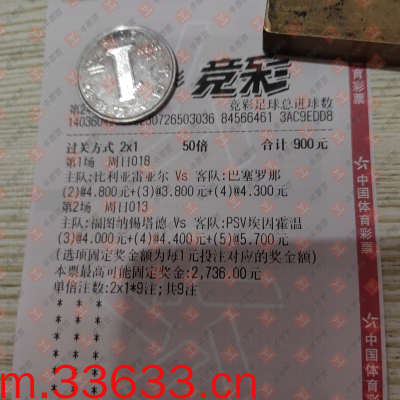 竞彩
竞彩足球总进球数
84566461 3AC9EDD8
过关方式 2x1 50倍 合计 900元
第1场 周日018
主队:比利亚雷亚尔 Vs 客队:巴塞罗那
(2)@4.800元+(3)@3.800元+(4)@4.300元
第2场 周日013
主队:福图纳锡塔德 Vs 客队:PSV埃因霍温
(3)@4.000元+(4)@4.400元+(5)@5.700元
(选项固定奖金额为每1元投注对应的奖金额)
本票最高可能固定奖金:2,736.00元
单倍注数:2x1*9注;共9注
* * *
* * *
* * *
* * *
* * *
* * *
中国体育彩票
中国体育彩
m.33633.cn